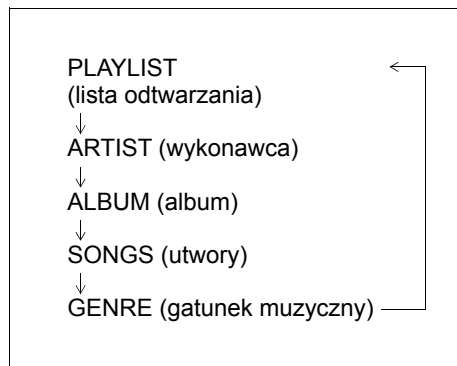 PLAYLIST
(lista odtwarzania)
ARTIST (wykonawca)
ALBUM (album)
SONGS (utwory)
GENRE (gatunek muzyczny)